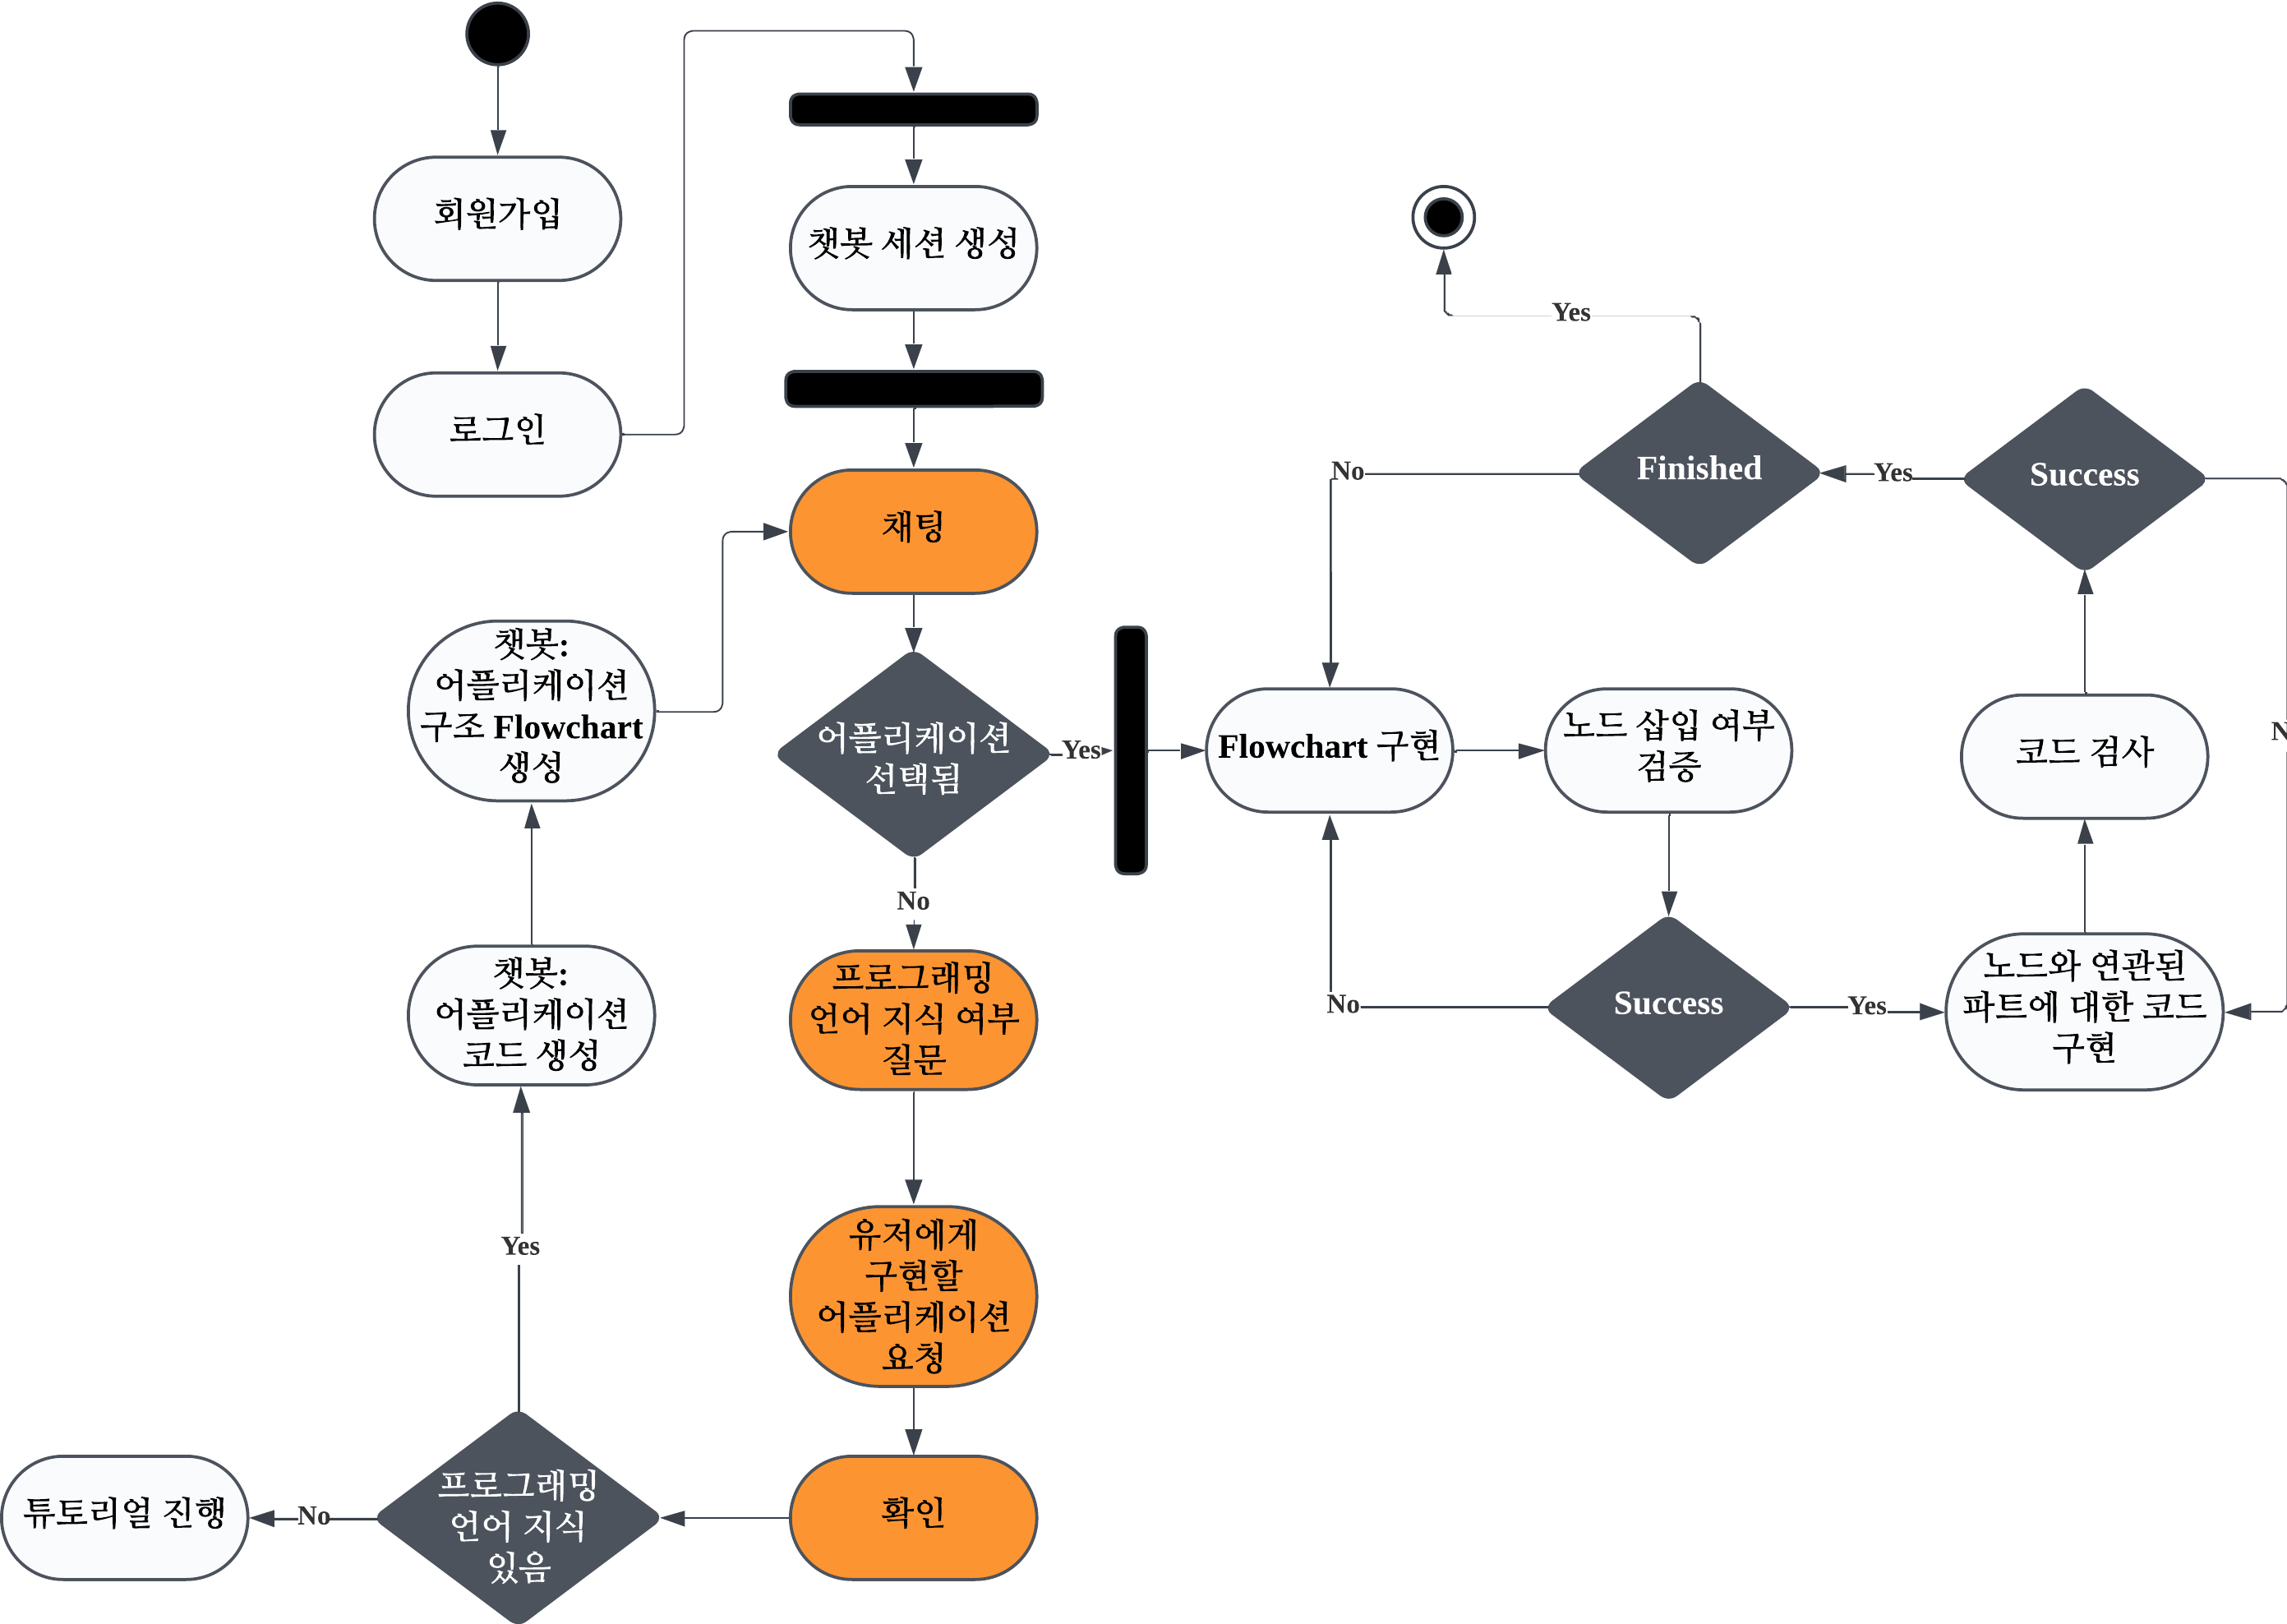 회원가입
로그인
챗봇 세션 생성
채팅
어플리케이션
선택됨
Yes
No
프로그래밍
언어 지식 여부
질문
유저에게
구현할
어플리케이션
요청
확인
프로그래밍
언어 지식
있음
No
튜토리얼 진행
Yes
챗봇:
어플리케이션
코드 생성
챗봇:
어플리케이션
구조 Flowchart
생성
Flowchart 구현
노드 삽입 여부
검증
Success
No
Yes
노드와 연관된
파트에 대한 코드
구현
코드 검사
Success
Yes
Finished
No
Yes